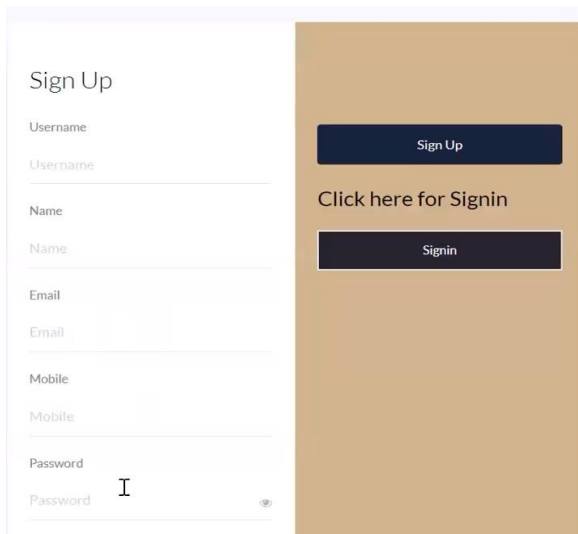 Sign Up
Username
Username
Name
Name
Email
Email
Mobile
Mobile
Password
Password
Sign Up
Click here for Signin
Signin